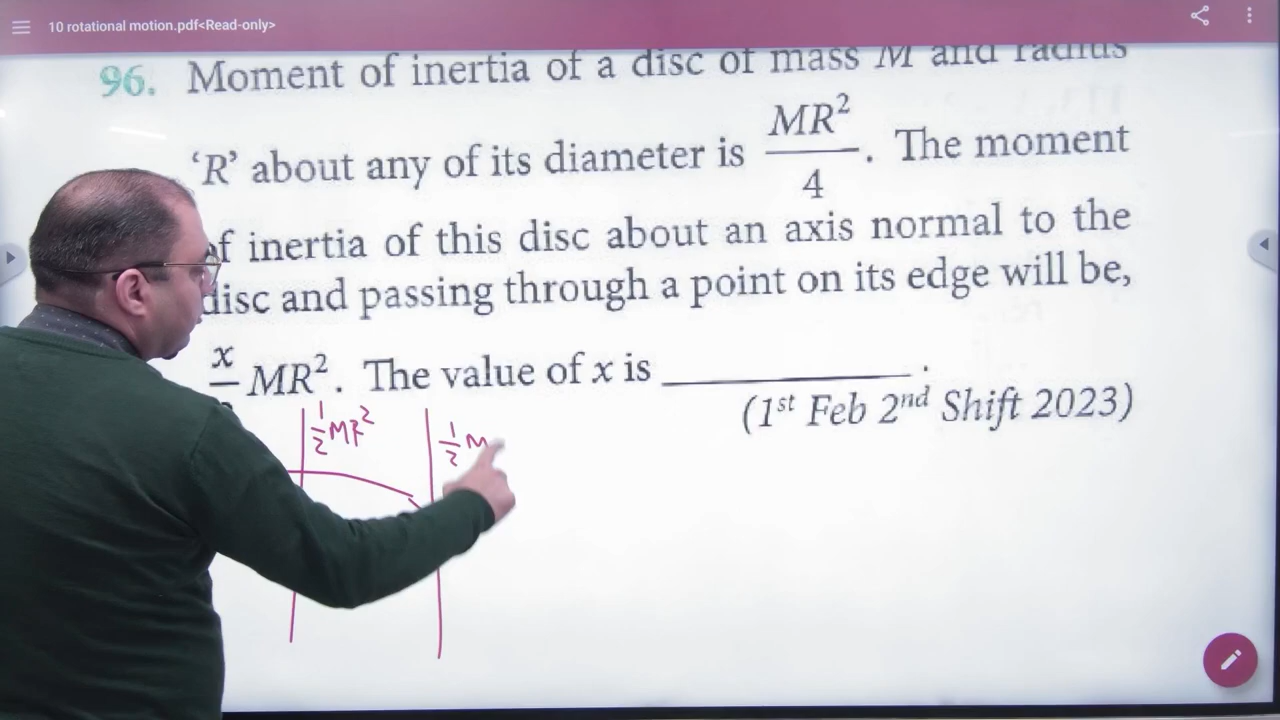 10 rotational motion.pdf<Read-only>
96. Moment of inertia of a disc of mass M and radius
‘R’ about any of its diameter is MR²/4. The moment
of inertia of this disc about an axis normal to the
disc and passing through a point on its edge will be,
x/ MR². The value of x is ____________.
(1st Feb 2nd Shift 2023)
1/2 MR² 1/2 M